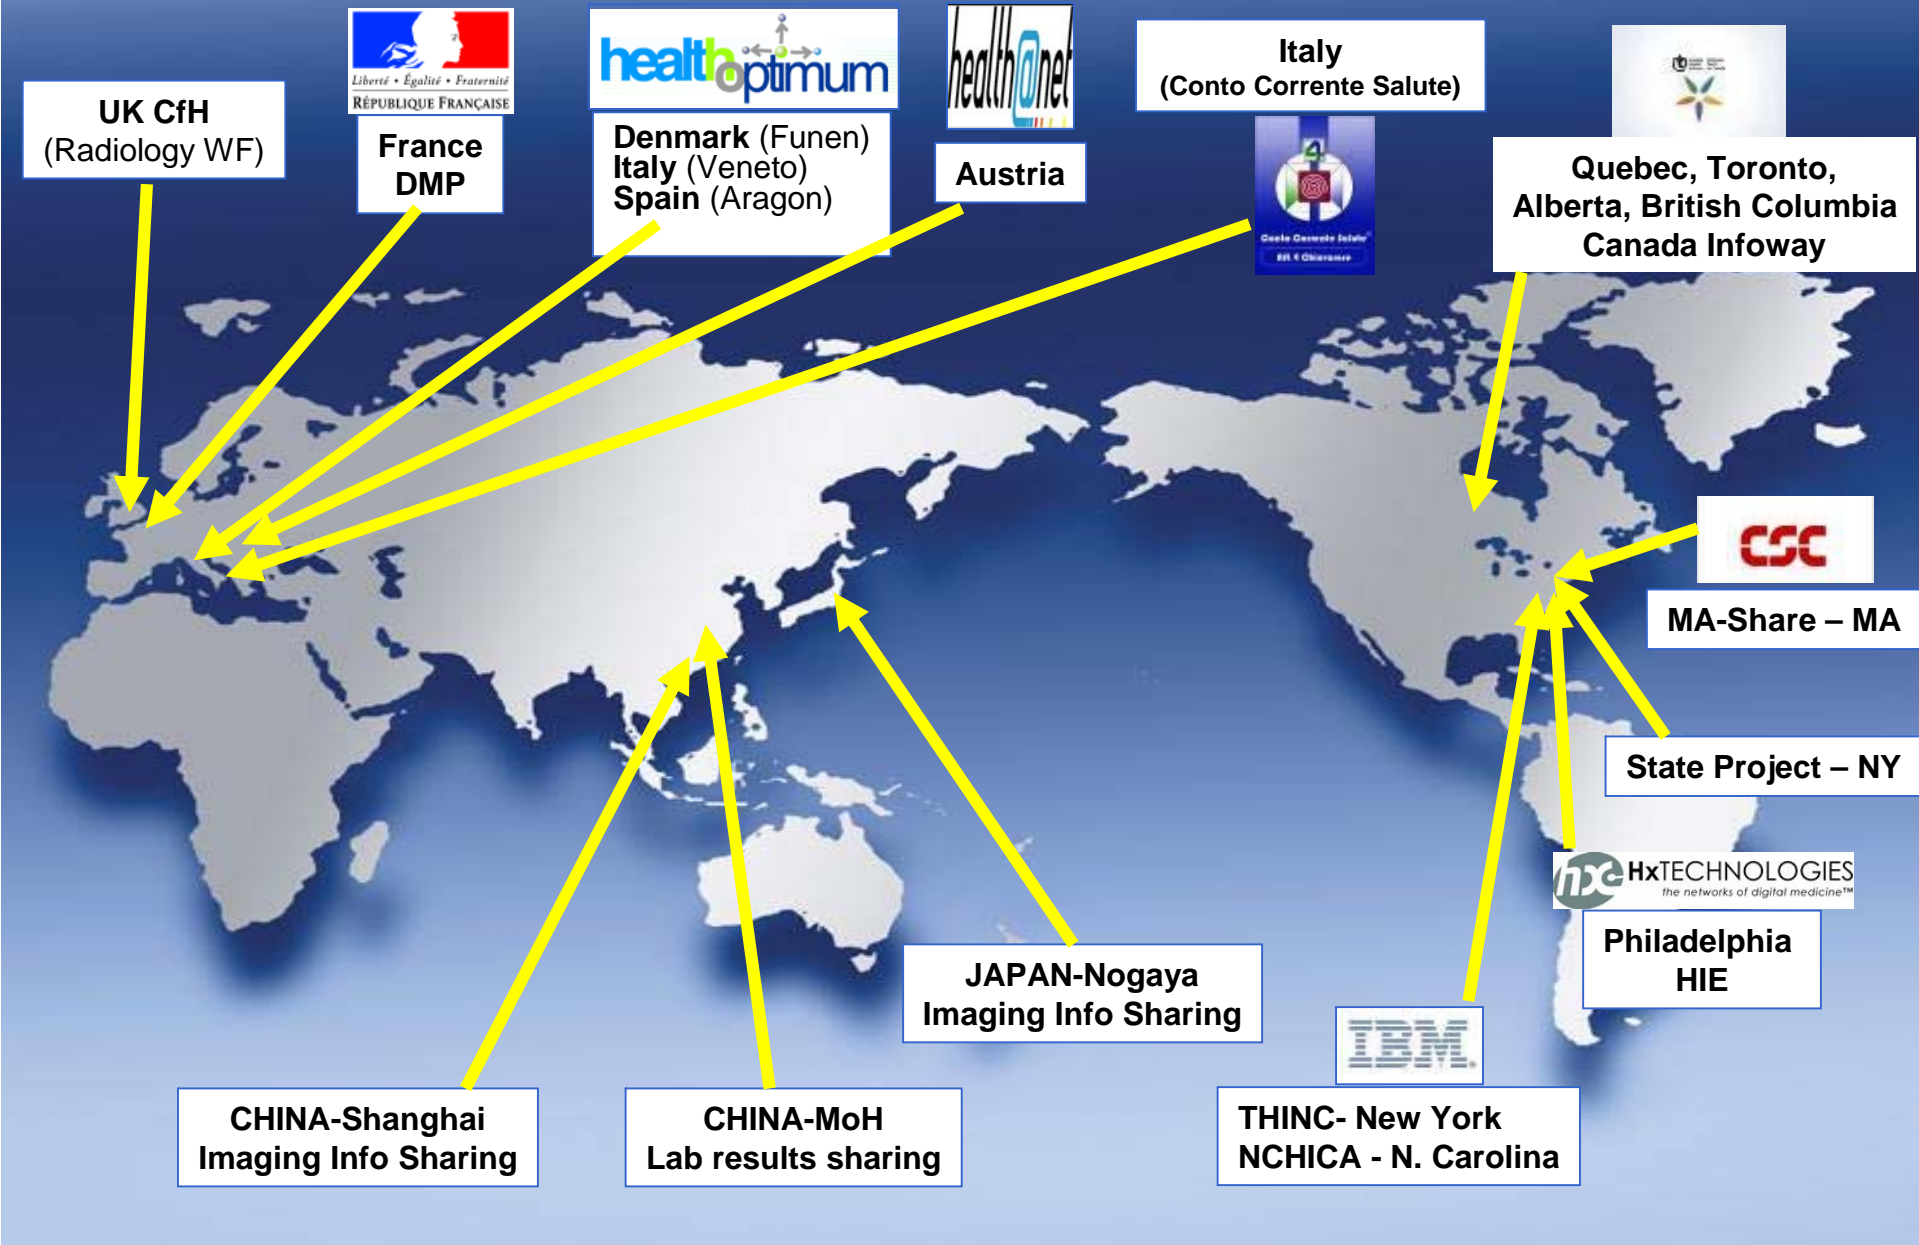 UK CfH
(Radiology WF)
Liberté • Égalité • Fraternité
RÉPUBLIQUE FRANÇAISE
France
DMP
healthoptimum
Denmark (Funen)
Italy (Veneto)
Spain (Aragon)
health@net
Austria
Italy
(Conto Corrente Salute)
Conto Corrente Salute
Quebec, Toronto,
Alberta, British Columbia
Canada Infoway
CSC
MA-Share – MA
State Project – NY
HxTECHNOLOGIES
the networks of digital medicine™
Philadelphia
HIE
JAPAN-Nogaya
Imaging Info Sharing
IBM
THINC- New York
NCHICA - N. Carolina
CHINA-Shanghai
Imaging Info Sharing
CHINA-MoH
Lab results sharing